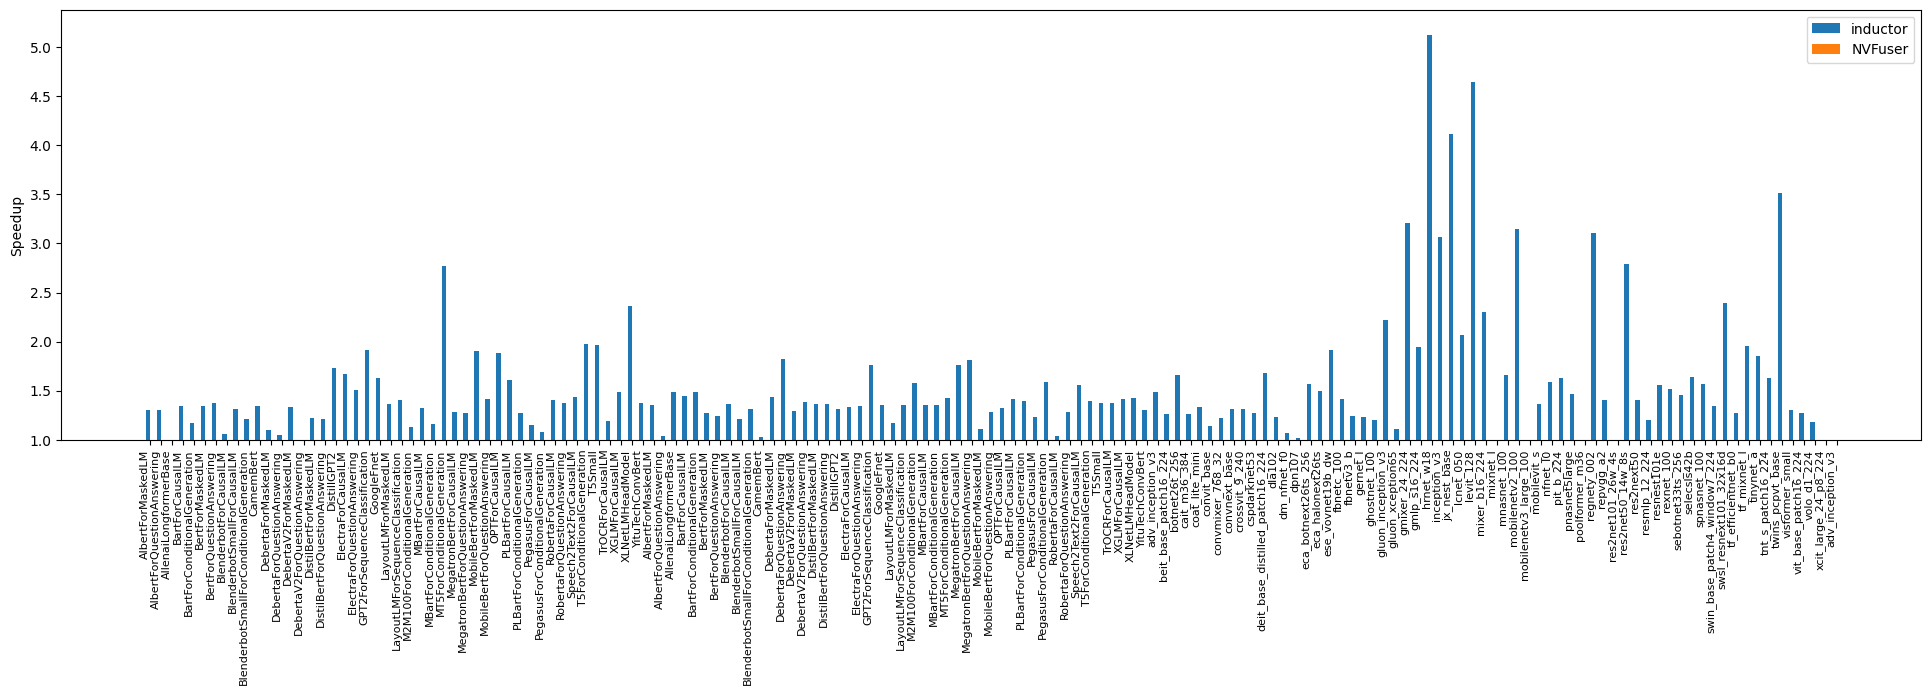 inductor
NVFuser
Speedup
5.0
4.5
4.0
3.5
3.0
2.5
2.0
1.5
1.0
AlbertForMaskedLM
AlbertForQuestionAnswering
AllenaiLongformerBase
BartForCausalLM
BartForConditionalGeneration
BertForMaskedLM
BertForQuestionAnswering
BlenderbotForCausalLM
BlenderbotSmallForCausalLM
BlenderbotSmallForConditionalGeneration
CamemBert
DebertaForMaskedLM
DebertaForQuestionAnswering
DebertaV2ForMaskedLM
DebertaV2ForQuestionAnswering
DistilBertForMaskedLM
DistilBertForQuestionAnswering
DistillGPT2
ElectraForCausalLM
ElectraForQuestionAnswering
GPT2ForSequenceClassification
GoogleFnet
LayoutLMForMaskedLM
LayoutLMForSequenceClassification
M2M100ForConditionalGeneration
MBartForCausalLM
MBartForConditionalGeneration
MT5ForConditionalGeneration
MegatronBertForCausalLM
MegatronBertForQuestionAnswering
MobileBertForMaskedLM
MobileBertForQuestionAnswering
OPTForCausalLM
PLBartForCausalLM
PLBartForConditionalGeneration
PegasusForCausalLM
PegasusForConditionalGeneration
RobertaForCausalLM
RobertaForQuestionAnswering
Speech2Text2ForCausalLM
T5ForConditionalGeneration
T5Small
TrOCRForCausalLM
XGLMForCausalLM
XLNetLMHeadModel
YituTechConvBert
AlbertForMaskedLM
AlbertForQuestionAnswering
AllenaiLongformerBase
BartForCausalLM
BartForConditionalGeneration
BertForMaskedLM
BertForQuestionAnswering
BlenderbotForCausalLM
BlenderbotSmallForCausalLM
BlenderbotSmallForConditionalGeneration
CamemBert
DebertaForMaskedLM
DebertaForQuestionAnswering
DebertaV2ForMaskedLM
DebertaV2ForQuestionAnswering
DistilBertForMaskedLM
DistilBertForQuestionAnswering
DistillGPT2
ElectraForCausalLM
ElectraForQuestionAnswering
GPT2ForSequenceClassification
GoogleFnet
LayoutLMForMaskedLM
LayoutLMForSequenceClassification
M2M100ForConditionalGeneration
MBartForCausalLM
MBartForConditionalGeneration
MT5ForConditionalGeneration
MegatronBertForCausalLM
MegatronBertForQuestionAnswering
MobileBertForMaskedLM
MobileBertForQuestionAnswering
OPTForCausalLM
PLBartForCausalLM
PLBartForConditionalGeneration
PegasusForCausalLM
PegasusForConditionalGeneration
RobertaForCausalLM
RobertaForQuestionAnswering
Speech2Text2ForCausalLM
T5ForConditionalGeneration
T5Small
TrOCRForCausalLM
XGLMForCausalLM
XLNetLMHeadModel
YituTechConvBert
adv_inception_v3
beit_base_patch16_224
botnet26t_256
cait_m36_384
coat_lite_mini
convit_base
convmixer_768_32
convnext_base
crossvit_9_240
cspdarknet53
deit_base_distilled_patch16_224
dla102
dm_nfnet_f0
dpn107
eca_botnext26ts_256
eca_halonext26ts
ese_vovnet19b_dw
fbnetc_100
fbnetv3_b
gernet_l
ghostnet_100
gluon_inception_v3
gluon_xception65
gmixer_24_224
gmlp_s16_224
hrnet_w18
inception_v3
jx_nest_base
lcnet_050
levit_128
mixer_b16_224
mixnet_l
mnasnet_100
mobilenetv2_100
mobilenetv3_large_100
mobilevit_s
nfnet_l0
pit_b_224
pnasnet5large
poolformer_m36
regnety_002
repvgg_a2
res2net101_26w_4s
res2net50_14w_8s
res2next50
resmlp_12_224
resnest101e
rexnet_100
sebotnet33ts_256
selecsls42b
spnasnet_100
swin_base_patch4_window7_224
swsl_resnext101_32x16d
tf_efficientnet_b0
tf_mixnet_l
tinynet_a
tnt_s_patch16_224
twins_pcpvt_base
visformer_small
vit_base_patch16_224
volo_d1_224
xcit_large_24_p8_224
adv_inception_v3